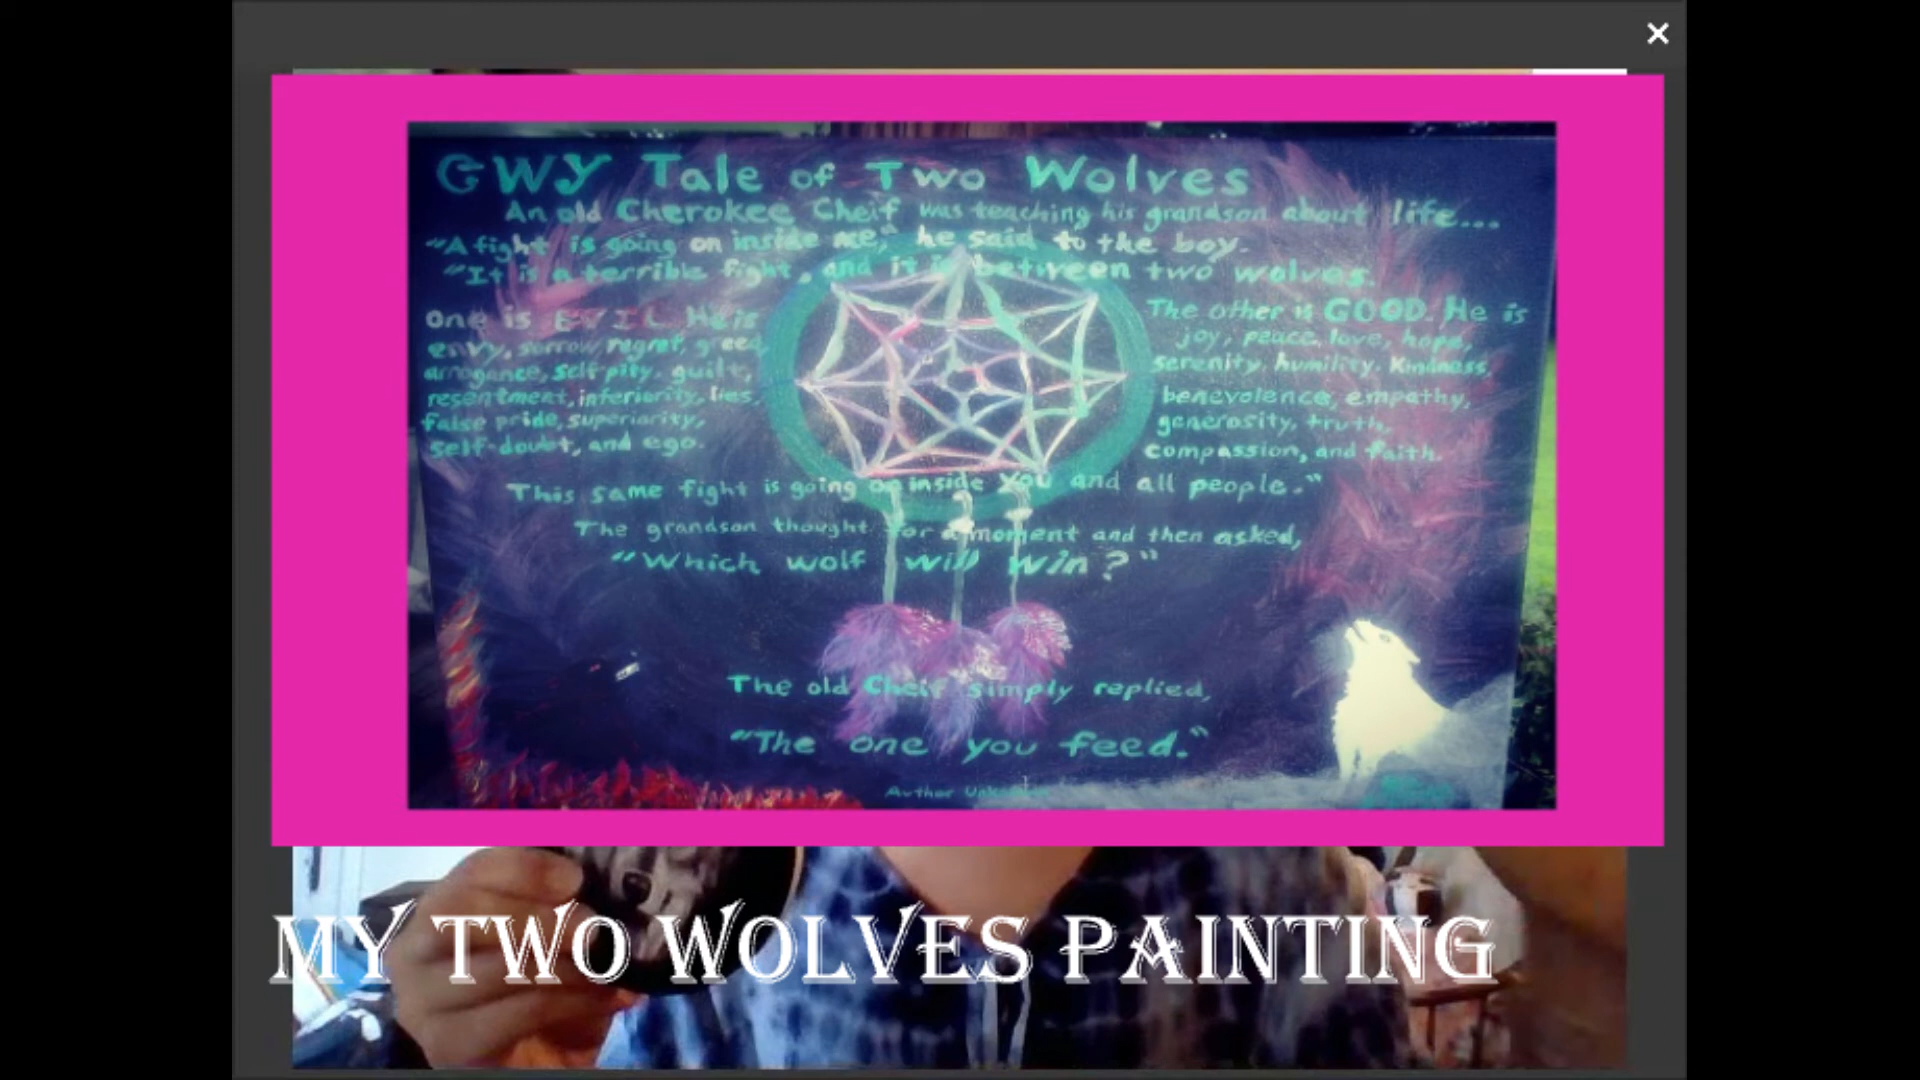 ᏣᎳᎩ Tale of Two Wolves
An old Cherokee Cheif was teaching his grandson about life...
"A fight is going on inside me," he said to the boy.
"It is a terrible fight, and it is between two wolves.
One is EVIL. He is
envy, sorrow, regret, greed,
arrogance, self-pity, guilt,
resentment, inferiority, lies,
false pride, superiority,
self-doubt, and ego.
The other is GOOD. He is
joy, peace, love, hope,
serenity, humility, Kindness,
benevolence, empathy,
generosity, truth,
compassion, and faith.
This same fight is going on inside you and all people."
The grandson thought for a moment and then asked,
"Which wolf will win?"
The old Cheif simply replied,
"The one you feed."
Author Unknown
MY TWO WOLVES PAINTING